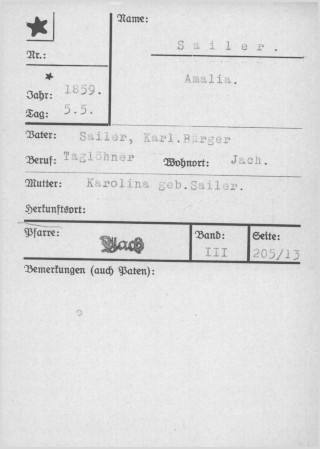 Name:
Sailer.
Nr.:
Amalia.
Jahr: 1859.
Tag: 5.5.
Vater: Sailer, Karl.Bürger
Beruf: Taglöhner Wohnort: Jach.
Mutter: Karolina geb.Sailer.
Herkunftsort:
Pfarre: Band: Seite:
III 205/13
Bemerkungen (auch Paten):